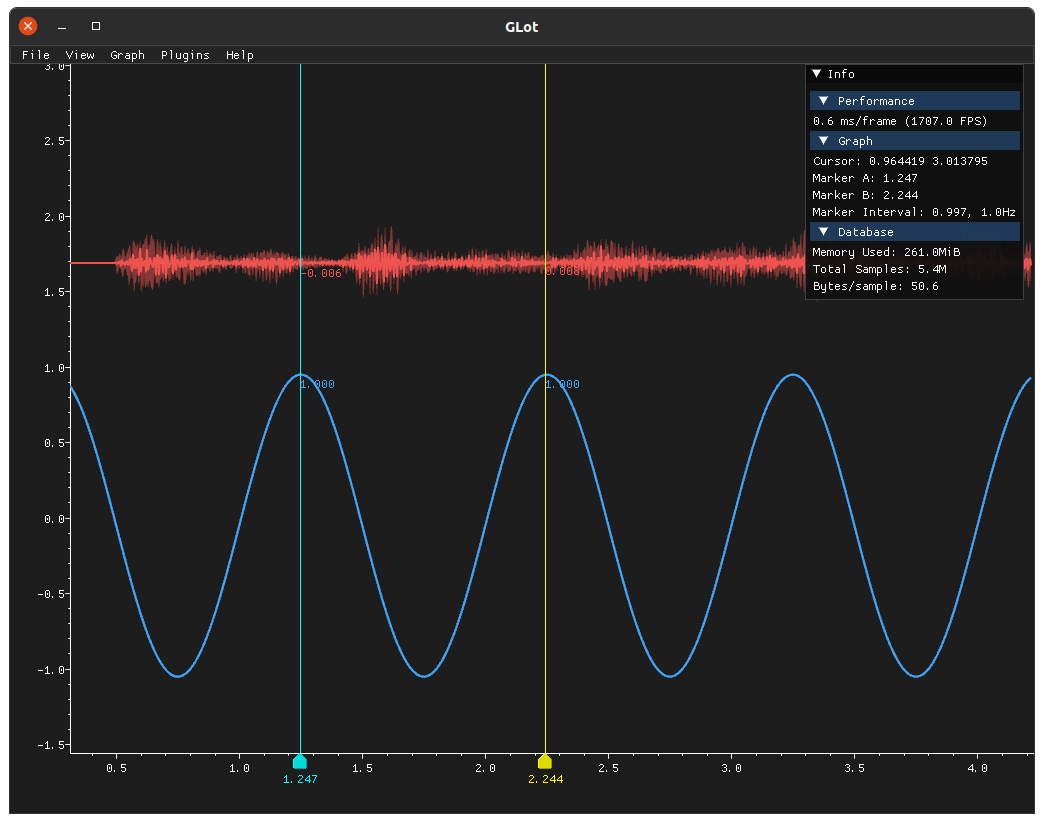 GLot
File View Graph Plugins Help
Info
Performance
0.6 ms/frame (1707.0 FPS)
Graph
Cursor: 0.964419 3.013795
Marker A: 1.247
Marker B: 2.244
Marker Interval: 0.997, 1.0Hz
Database
Memory Used: 261.0MiB
Total Samples: 5.4M
Bytes/sample: 50.6
3.0
2.5
2.0
1.5
1.0
0.5
0.0
-0.5
-1.0
-1.5
-0.006
0.008
1.000
1.000
0.5 1.0 1.5 2.0 2.5 3.0 3.5 4.0
1.247
2.244